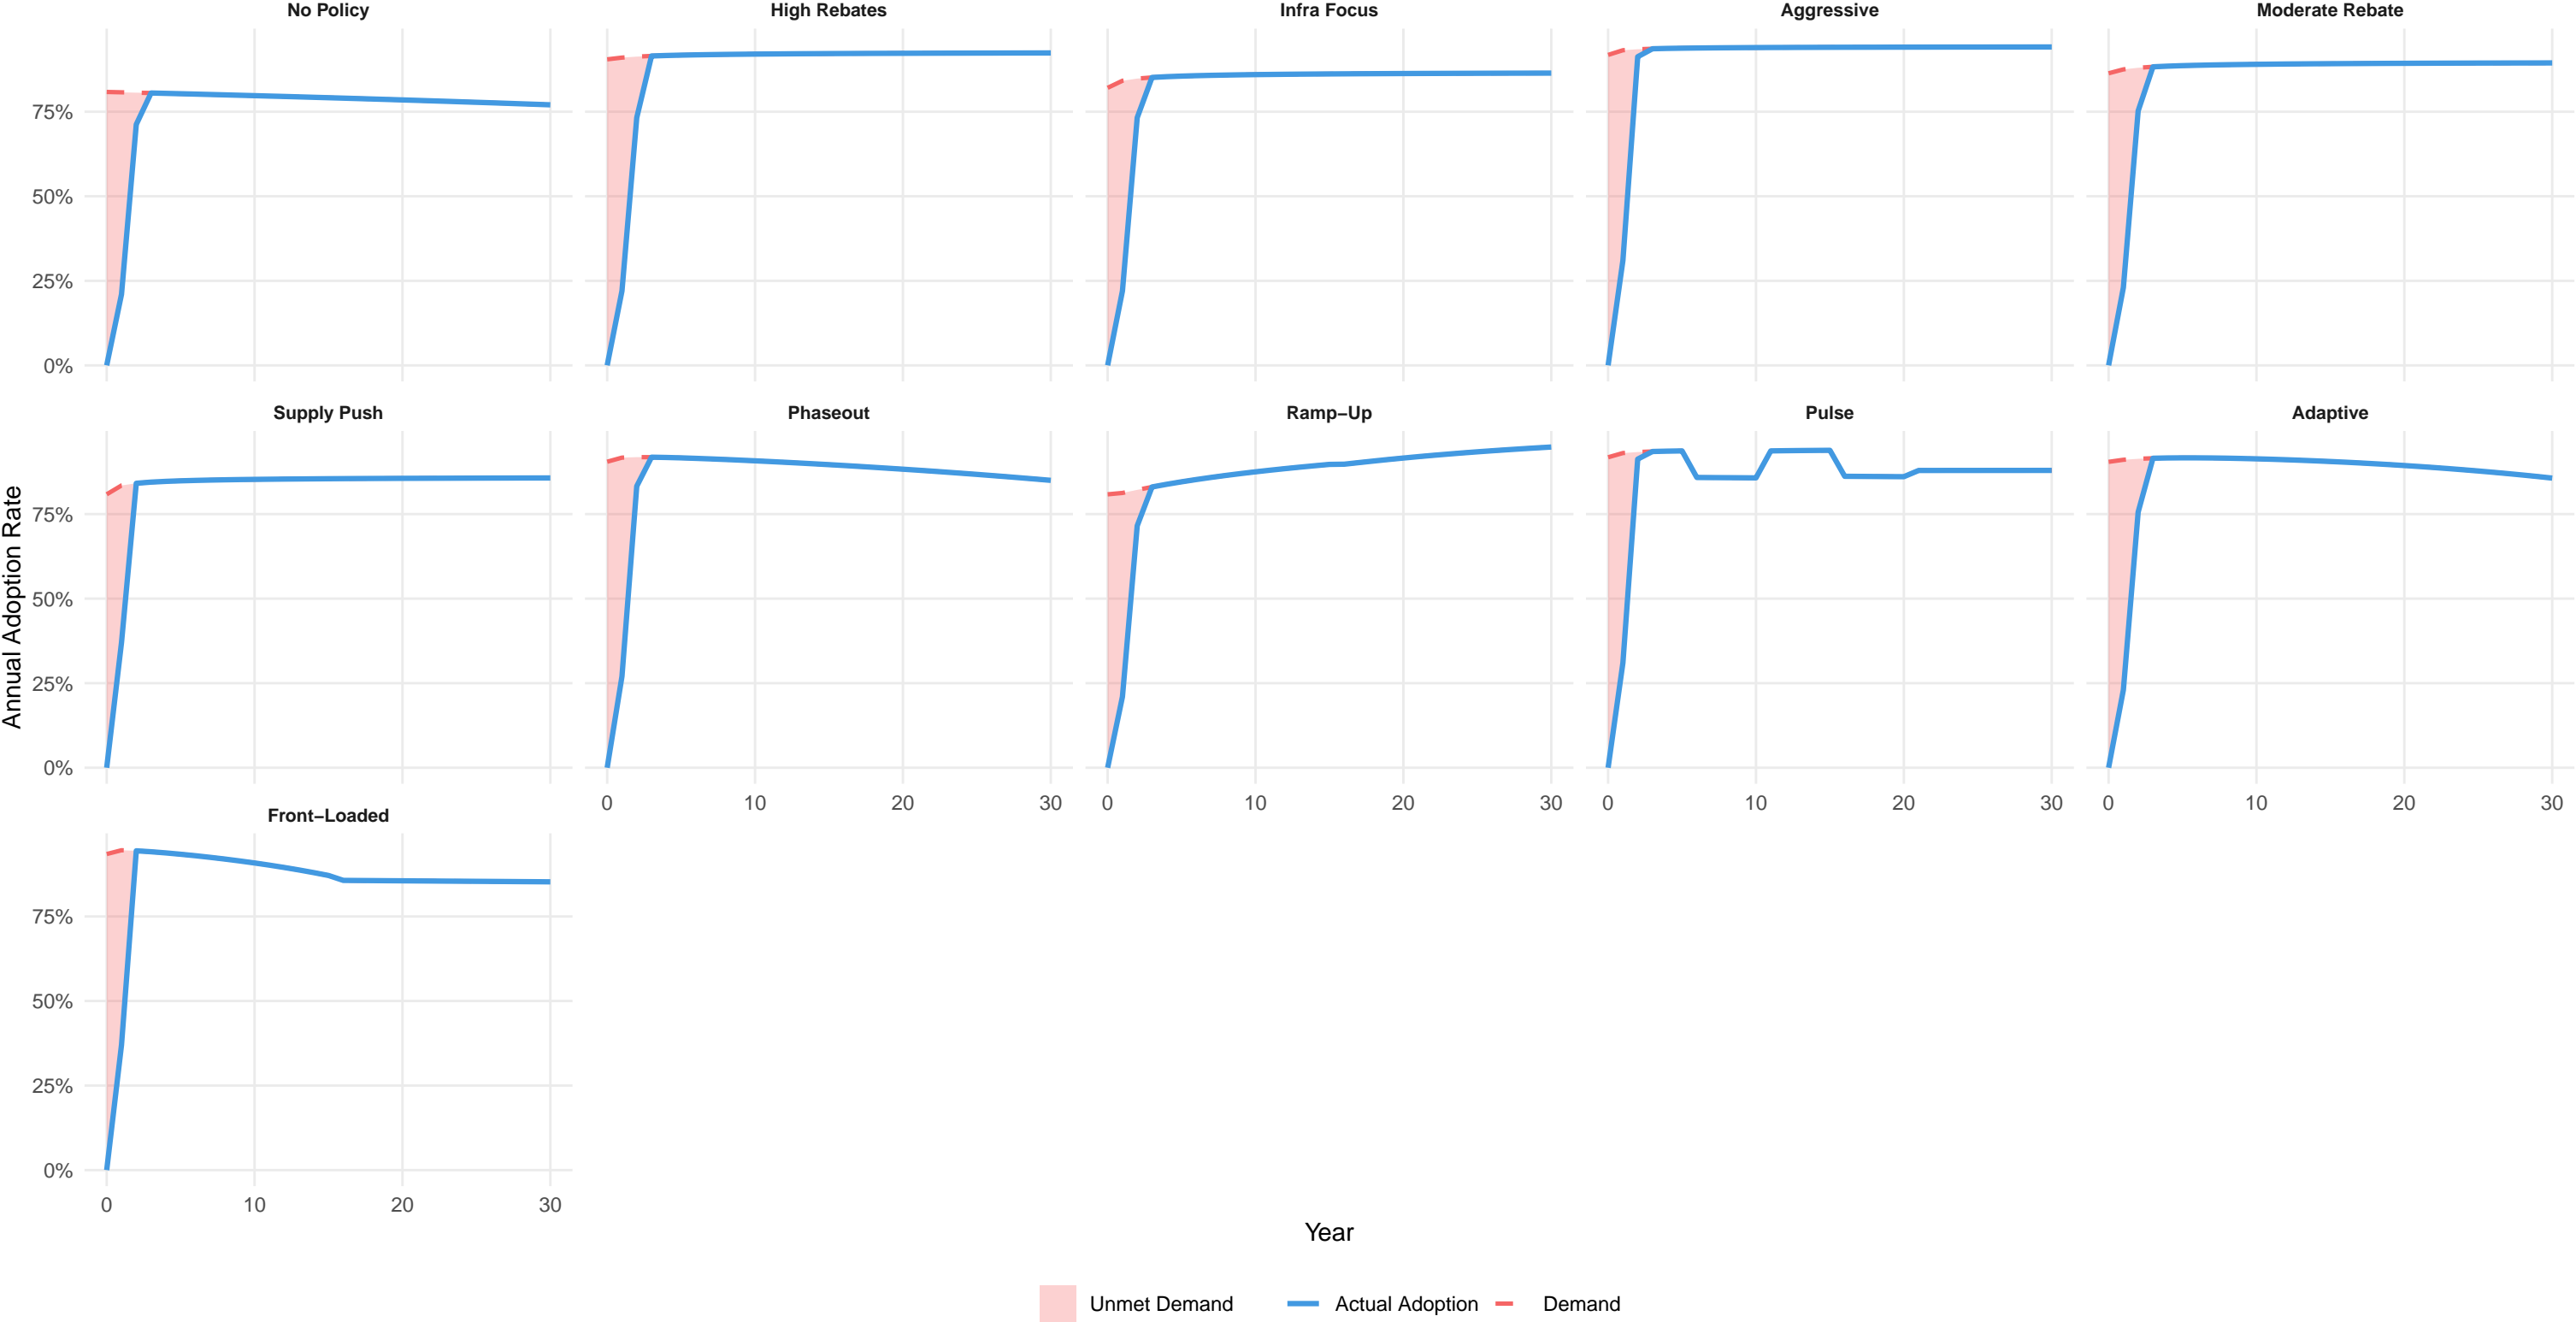 No Policy
High Rebates
Infra Focus
Aggressive
Moderate Rebate
75%
50%
25%
0%
Supply Push
Phaseout
Ramp–Up
Pulse
Adaptive
Annual Adoption Rate
75%
50%
25%
0%
0 10 20 30
0 10 20 30
0 10 20 30
0 10 20 30
Front–Loaded
75%
50%
25%
0%
0 10 20 30
Year
Unmet Demand
Actual Adoption
Demand